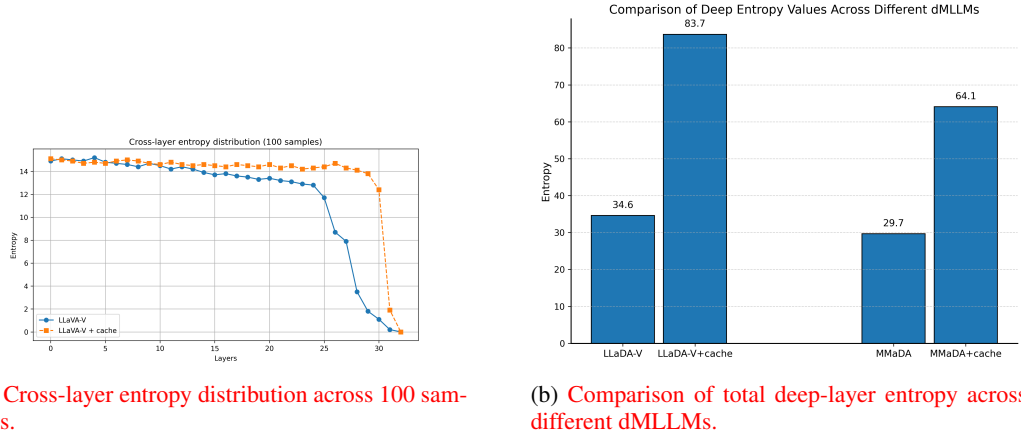 Cross-layer entropy distribution (100 samples)
14
12
10
8
6
4
2
0
Entropy
LLaVA-V
LLaVA-V + cache
0 5 10 15 20 25 30
Layers
Cross-layer entropy distribution across 100 sam-
s.
Comparison of Deep Entropy Values Across Different dMLLMs
80
70
60
50
40
30
20
10
0
Entropy
34.6
83.7
29.7
64.1
LLaDA-V LLaDA-V+cache MMaDA MMaDA+cache
(b) Comparison of total deep-layer entropy across
different dMLLMs.